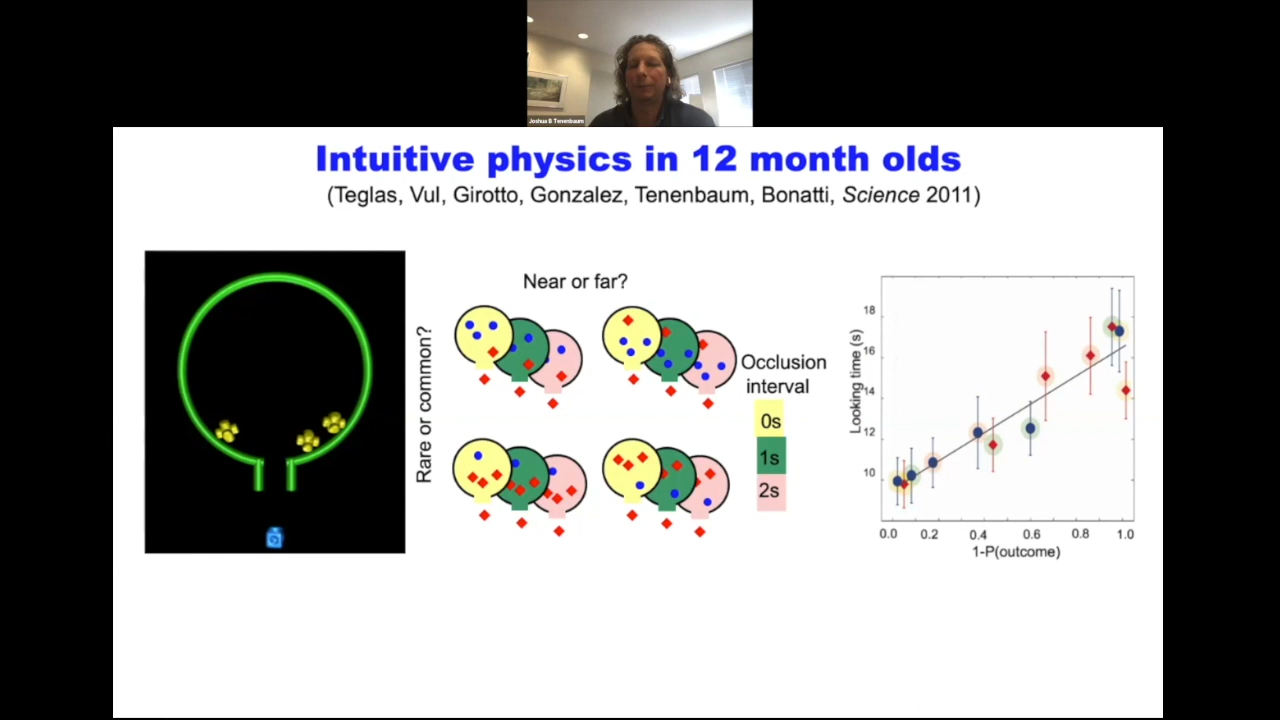 Joshua B Tenenbaum
Intuitive physics in 12 month olds
(Teglas, Vul, Girotto, Gonzalez, Tenenbaum, Bonatti, Science 2011)
Near or far?
Rare or common?
Occlusion
interval
0s
1s
2s
Looking time (s)
18
16
14
12
10
0.0 0.2 0.4 0.6 0.8 1.0
1-P(outcome)